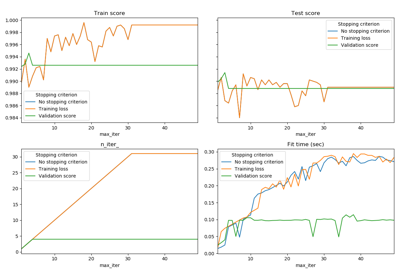 Train score
1.000
0.998
0.996
0.994
0.992
0.990
0.988
0.986
0.984
Stopping criterion
No stopping criterion
Training loss
Validation score
10
20
30
40
max_iter
Test score
Stopping criterion
No stopping criterion
Training loss
Validation score
10
20
30
40
max_iter
n_iter_
30
25
20
15
10
5
0
Stopping criterion
No stopping criterion
Training loss
Validation score
10
20
30
40
max_iter
Fit time (sec)
0.30
0.25
0.20
0.15
0.10
0.05
0.00
Stopping criterion
No stopping criterion
Training loss
Validation score
10
20
30
40
max_iter